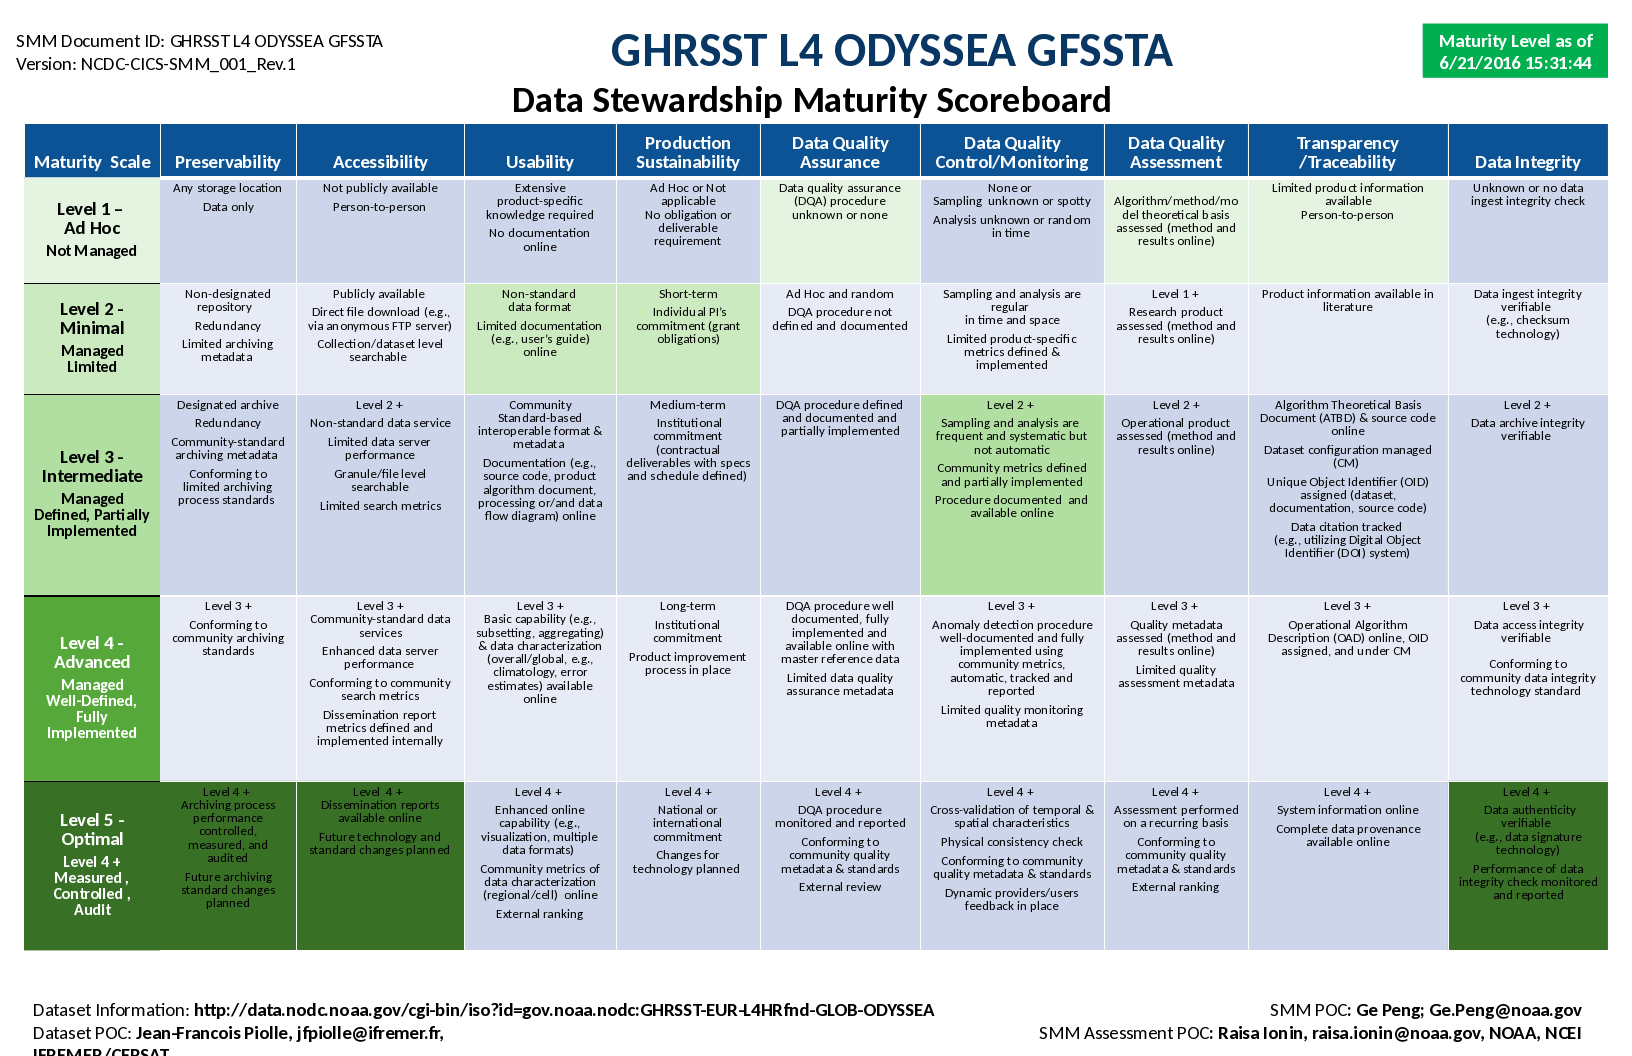 SMM Document ID: GHRSST L4 ODYSSEA GFSSTA
Version: NCDC-CICS-SMM_001_Rev.1
GHRSST L4 ODYSSEA GFSSTA
Maturity Level as of
6/21/2016 15:31:44
Data Stewardship Maturity Scoreboard
Maturity Scale
Preservability
Accessibility
Usability
Production
Sustainability
Data Quality
Assurance
Data Quality
Control/Monitoring
Data Quality
Assessment
Transparency
/Traceability
Data Integrity
Level 1 –
Ad Hoc
Not Managed
Any storage location
Data only
Not publicly available
Person-to-person
Extensive
product-specific
knowledge required
No documentation
online
Ad Hoc or Not
applicable
No obligation or
deliverable
requirement
Data quality assurance
(DQA) procedure
unknown or none
None or
Sampling unknown or spotty
Analysis unknown or random
in time
Algorithm/method/mo
del theoretical basis
assessed (method and
results online)
Limited product information
available
Person-to-person
Unknown or no data
ingest integrity check
Level 2 -
Minimal
Managed
Limited
Non-designated
repository
Redundancy
Limited archiving
metadata
Publicly available
Direct file download (e.g.,
via anonymous FTP server)
Collection/dataset level
searchable
Non-standard
data format
Limited documentation
(e.g., user's guide)
online
Short-term
Individual PI's
commitment (grant
obligations)
Ad Hoc and random
DQA procedure not
defined and documented
Sampling and analysis are
regular
in time and space
Limited product-specific
metrics defined &
implemented
Level 1 +
Research product
assessed (method and
results online)
Product information available in
literature
Data ingest integrity
verifiable
(e.g., checksum
technology)
Level 3 -
Intermediate
Managed
Defined, Partially
Implemented
Designated archive
Redundancy
Community-standard
archiving metadata
Conforming to
limited archiving
process standards
Level 2 +
Non-standard data service
Limited data server
performance
Granule/file level
searchable
Limited search metrics
Community
Standard-based
interoperable format &
metadata
Documentation (e.g.,
source code, product
algorithm document,
processing or/and data
flow diagram) online
Medium-term
Institutional
commitment
(contractual
deliverables with specs
and schedule defined)
DQA procedure defined
and documented and
partially implemented
Level 2 +
Sampling and analysis are
frequent and systematic but
not automatic
Community metrics defined
and partially implemented
Procedure documented and
available online
Level 2 +
Operational product
assessed (method and
results online)
Algorithm Theoretical Basis
Document (ATBD) & source code
online
Dataset configuration managed
(CM)
Unique Object Identifier (OID)
assigned (dataset,
documentation, source code)
Data citation tracked
(e.g., utilizing Digital Object
Identifier (DOI) system)
Level 2 +
Data archive integrity
verifiable
Level 4 -
Advanced
Managed
Well-Defined,
Fully
Implemented
Level 3 +
Conforming to
community archiving
standards
Level 3 +
Community-standard data
services
Enhanced data server
performance
Conforming to community
search metrics
Dissemination report
metrics defined and
implemented internally
Level 3 +
Basic capability (e.g.,
subsetting, aggregating)
& data characterization
(overall/global, e.g.,
climatology, error
estimates) available
online
Long-term
Institutional
commitment
Product improvement
process in place
DQA procedure well
documented, fully
implemented and
available online with
master reference data
Limited data quality
assurance metadata
Level 3 +
Anomaly detection procedure
well-documented and fully
implemented using
community metrics,
automatic, tracked and
reported
Limited quality monitoring
metadata
Level 3 +
Quality metadata
assessed (method and
results online)
Limited quality
assessment metadata
Level 3 +
Operational Algorithm
Description (OAD) online, OID
assigned, and under CM
Level 3 +
Data access integrity
verifiable
Conforming to
community data integrity
technology standard
Level 5 -
Optimal
Level 4 +
Measured ,
Controlled ,
Audit
Level 4 +
Archiving process
performance
controlled,
measured, and
audited
Future archiving
standard changes
planned
Level 4 +
Dissemination reports
available online
Future technology and
standard changes planned
Level 4 +
Enhanced online
capability (e.g.,
visualization, multiple
data formats)
Community metrics of
data characterization
(regional/cell) online
External ranking
Level 4 +
National or
international
commitment
Changes for
technology planned
Level 4 +
DQA procedure
monitored and reported
Conforming to
community quality
metadata & standards
External review
Level 4 +
Cross-validation of temporal &
spatial characteristics
Physical consistency check
Conforming to community
quality metadata & standards
Dynamic providers/users
feedback in place
Level 4 +
Assessment performed
on a recurring basis
Conforming to
community quality
metadata & standards
External ranking
Level 4 +
System information online
Complete data provenance
available online
Level 4 +
Data authenticity
verifiable
(e.g., data signature
technology)
Performance of data
integrity check monitored
and reported
Dataset Information: http://data.nodc.noaa.gov/cgi-bin/iso?id=gov.noaa.nodc:GHRSST-EUR-L4HRfnd-GLOB-ODYSSEA
Dataset POC: Jean-Francois Piolle, jfpiolle@ifremer.fr,
IFREMER/CERSAT
SMM POC: Ge Peng; Ge.Peng@noaa.gov
SMM Assessment POC: Raisa Ionin, raisa.ionin@noaa.gov, NOAA, NCEI